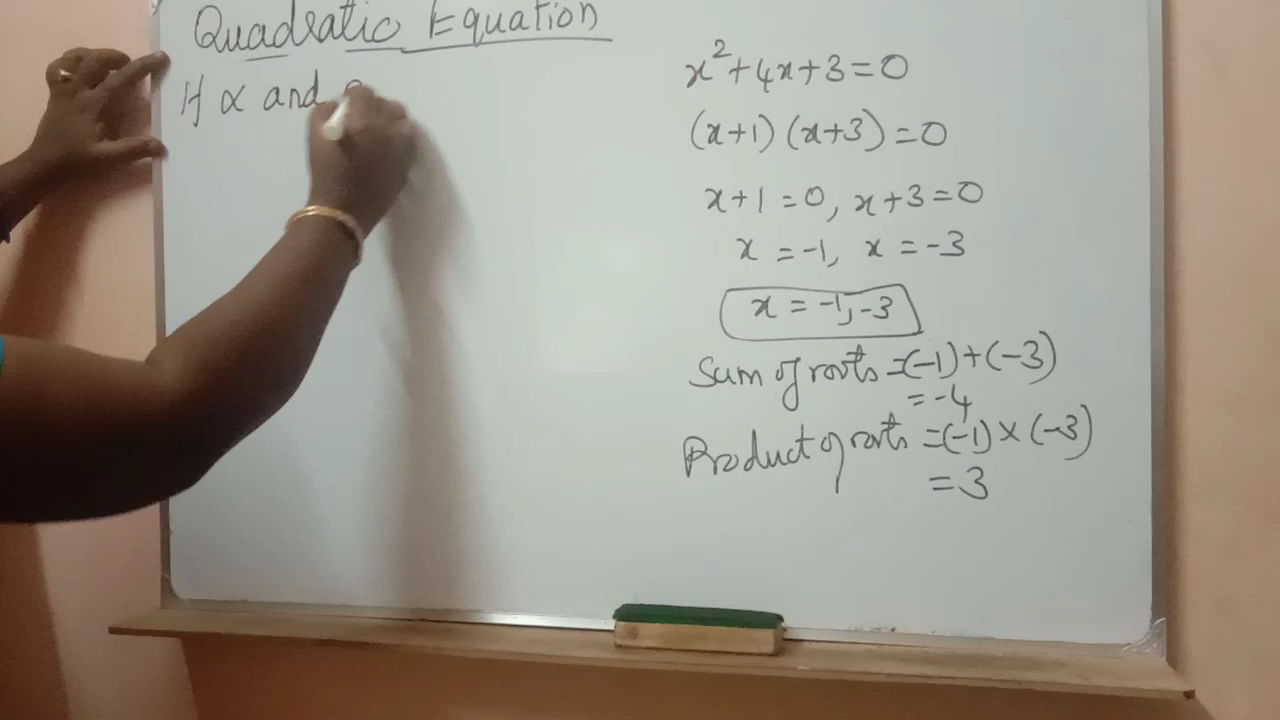 Quadratic Equation
If α and
x²+4x+3=0
(x+1) (x+3) =0
x+1=0, x+3=0
x=-1, x=-3
x=-1,-3
Sum of roots =(-1)+(-3)
=-4
Product of roots =(-1)×(-3)
=3